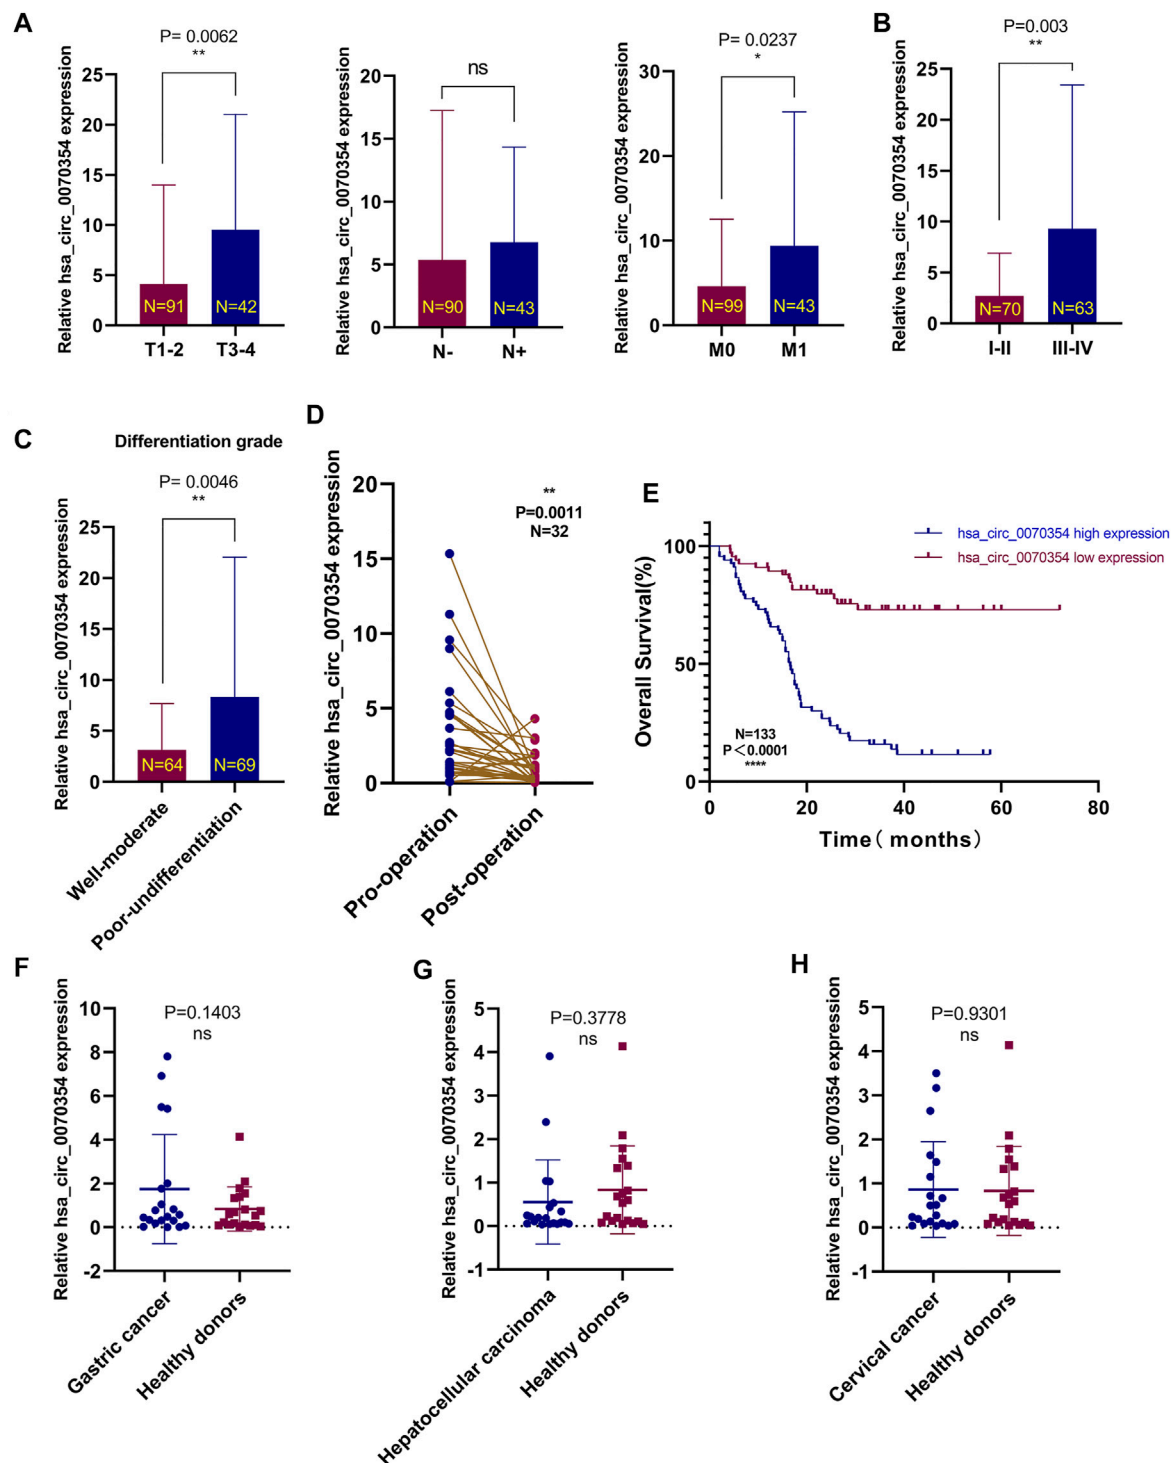 A
P= 0.0062
**
Relative hsa_circ_0070354 expression
25
20
15
10
5
0
N=91
N=42
T1-2
T3-4
ns
Relative hsa_circ_0070354 expression
20
15
10
5
0
N=90
N=43
N-
N+
P= 0.0237
*
Relative hsa_circ_0070354 expression
30
20
10
0
N=99
N=43
M0
M1
B
P=0.003
**
Relative hsa_circ_0070354 expression
25
20
15
10
5
0
N=70
N=63
I-II
III-IV
C
Differentiation grade
P= 0.0046
**
Relative hsa_circ_0070354 expression
25
20
15
10
5
0
N=64
N=69
Well-moderate
Poor-undifferentiation
D
Relative hsa_circ_0070354 expression
20
15
10
5
0
**
P=0.0011
N=32
Pro-operation
Post-operation
E
hsa_circ_0070354 high expression
hsa_circ_0070354 low expression
Overall Survival(%)
100
50
0
N=133
P<0.0001
****
0
20
40
60
80
Time( months)
F
P=0.1403
ns
Relative hsa_circ_0070354 expression
10
8
6
4
2
0
-2
Gastric cancer
Healthy donors
G
P=0.3778
ns
Relative hsa_circ_0070354 expression
5
4
3
2
1
0
-1
Hepatocellular carcinoma
Healthy donors
H
P=0.9301
ns
Relative hsa_circ_0070354 expression
5
4
3
2
1
0
-1
Cervical cancer
Healthy donors